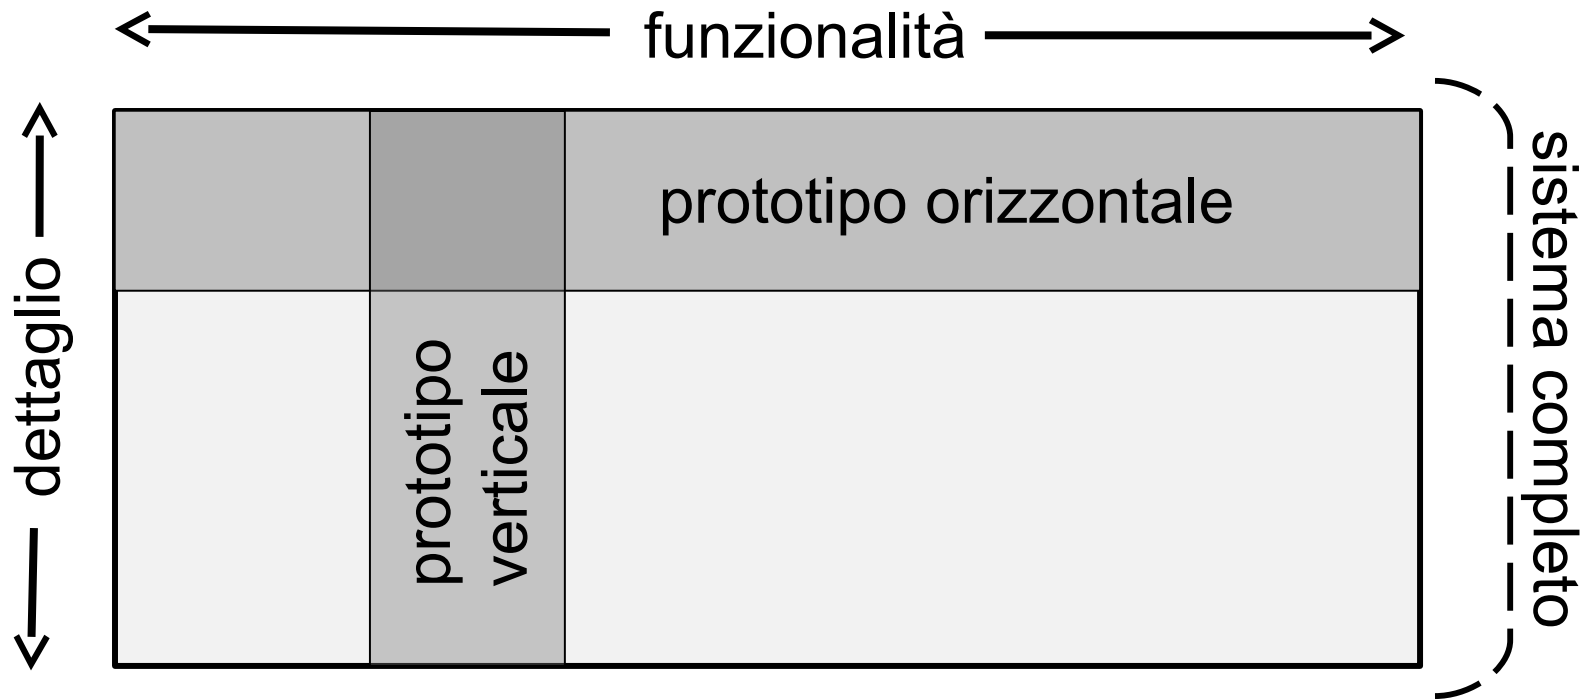 funzionalità
dettaglio
prototipo orizzontale
prototipo
verticale
sistema completo